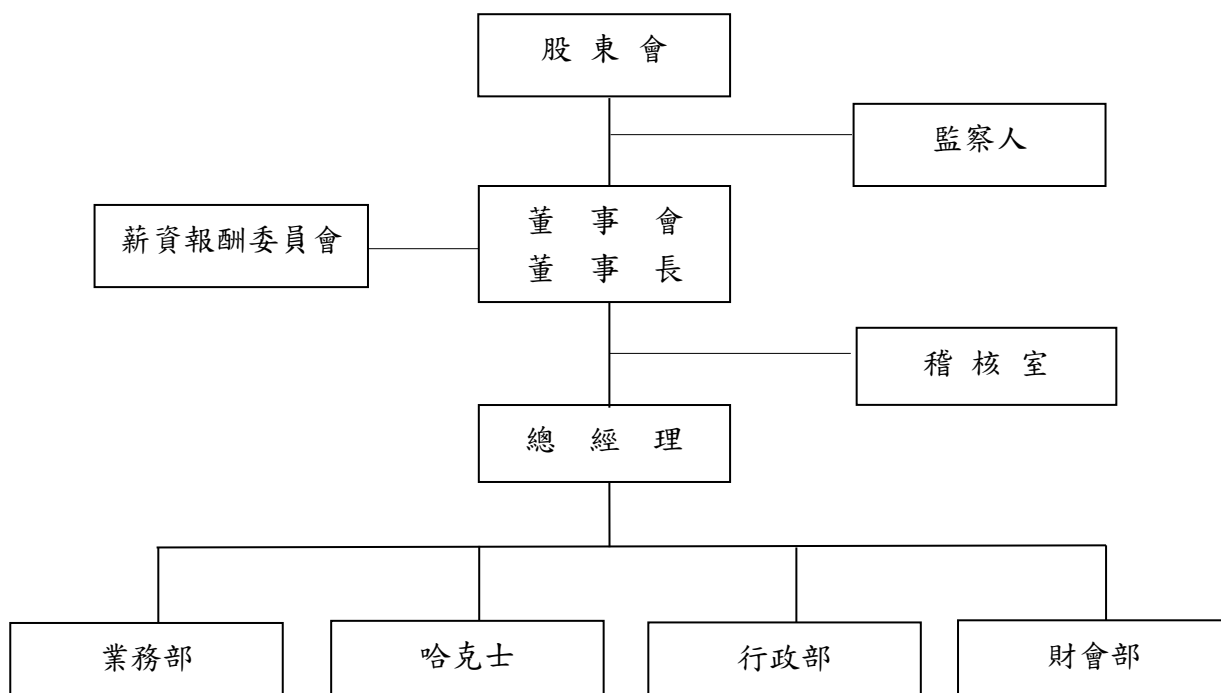 股東會
監察人
薪資報酬委員會
董事會
董事長
稽核室
總經理
業務部
哈克士
行政部
財會部